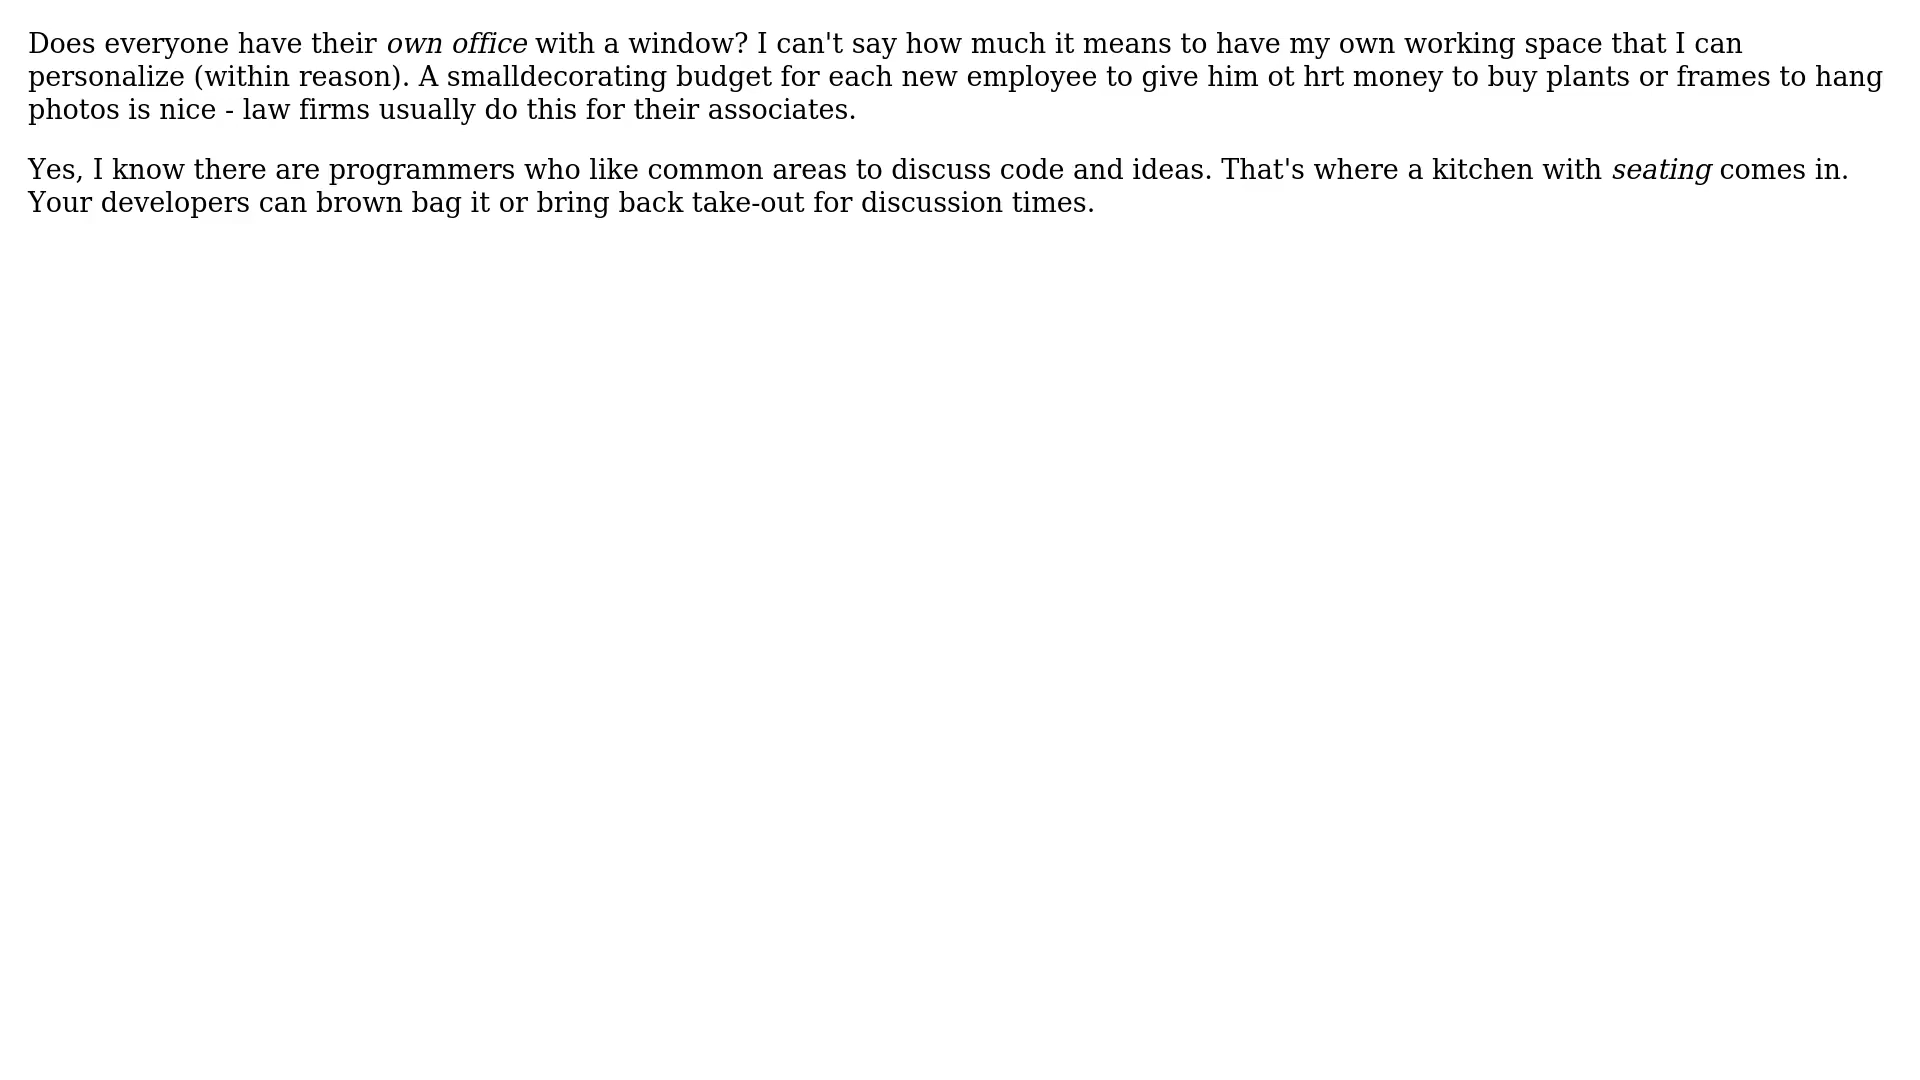 Does everyone have their own office with a window? I can't say how much it means to have my own working space that I can
personalize (within reason). A smalldecorating budget for each new employee to give him ot hrt money to buy plants or frames to hang
photos is nice - law firms usually do this for their associates.
Yes, I know there are programmers who like common areas to discuss code and ideas. That's where a kitchen with seating comes in.
Your developers can brown bag it or bring back take-out for discussion times.